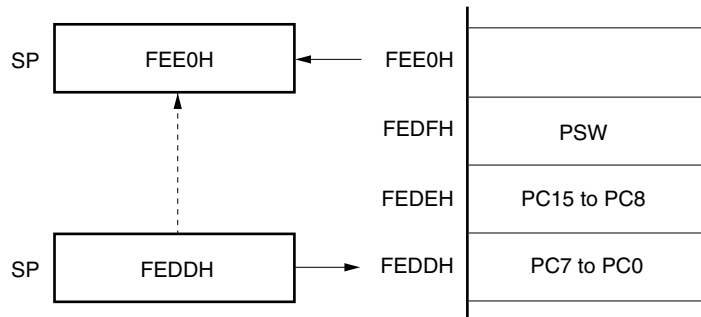 SP FEE0H FEE0H
FEDFH PSW
FEDEH PC15 to PC8
SP FEDDH FEDDH PC7 to PC0